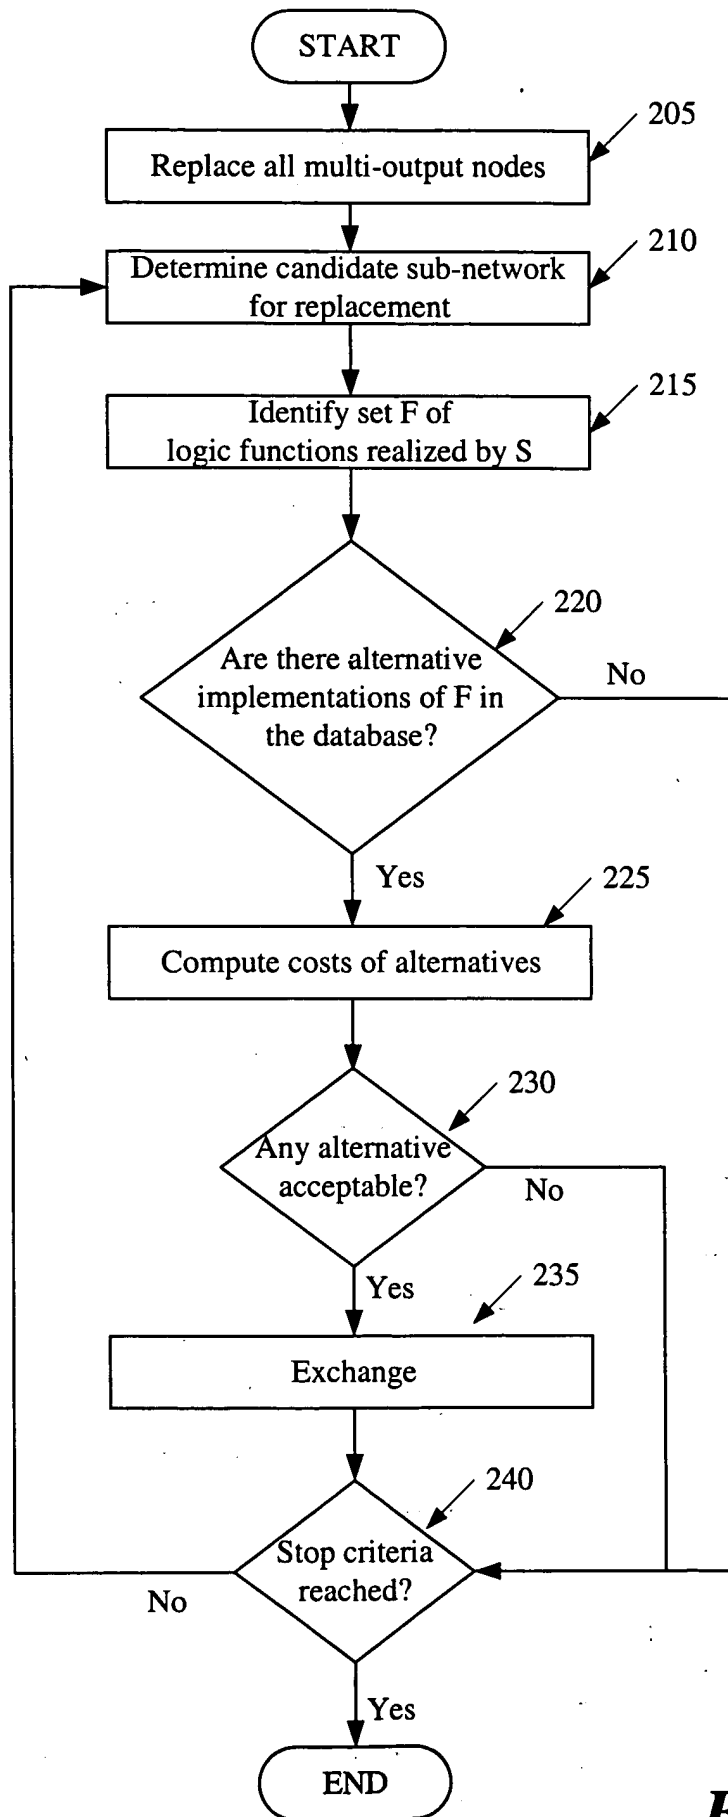 START
205
Replace all multi-output nodes
210
Determine candidate sub-network
for replacement
215
Identify set F of
logic functions realized by S
220
Are there alternative
implementations of F in
the database?
No
Yes
225
Compute costs of alternatives
230
Any alternative
acceptable?
No
Yes
235
Exchange
240
Stop criteria
reached?
No
Yes
END